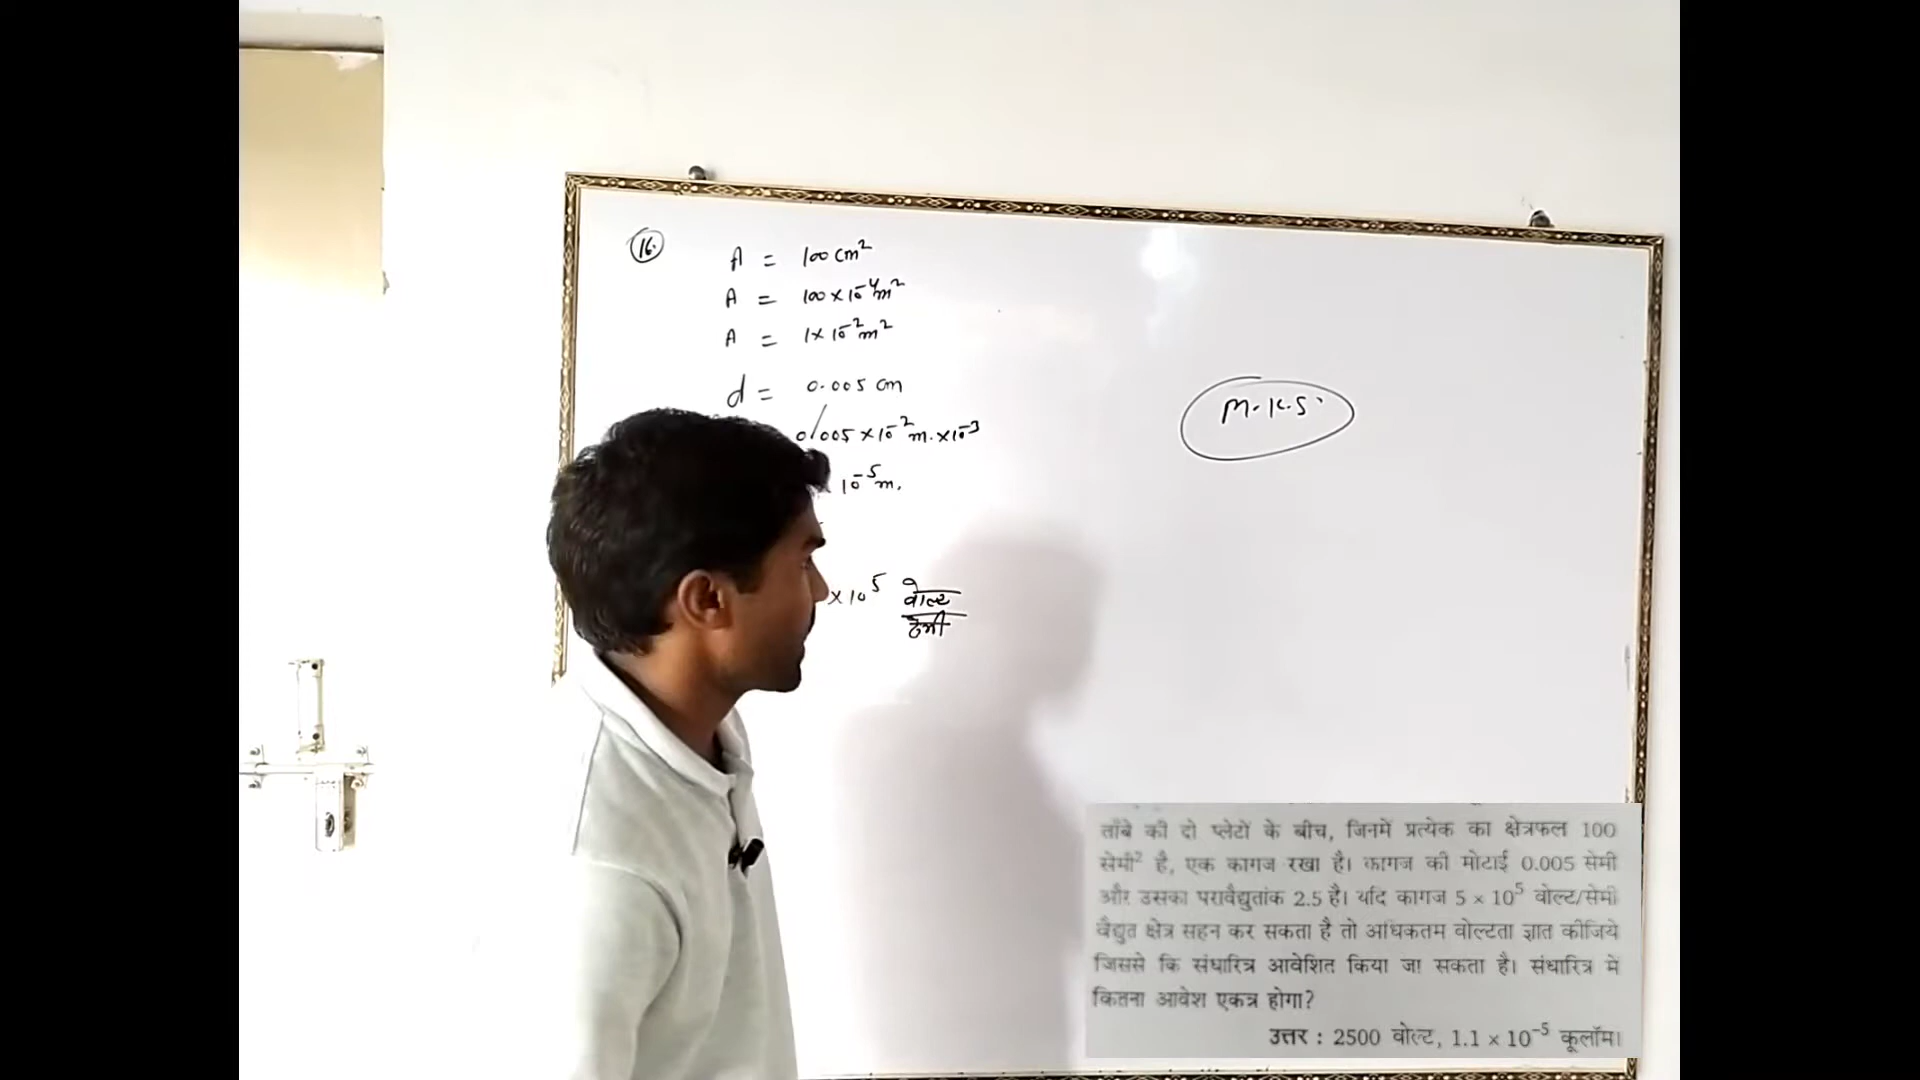 16.
A = 100 cm²
A = 100 × 10⁻⁴ m²
A = 1 × 10⁻² m²
d = 0.005 cm
0.005 × 10⁻² m. × 10⁻³
10⁻⁵ m.
× 10⁵ वोल्ट
सेमी
M.K.S.
ताँबे की दो प्लेटों के बीच, जिनमें प्रत्येक का क्षेत्रफल 100
सेमी² है, एक कागज रखा है। कागज की मोटाई 0.005 सेमी
और उसका परावैद्युतांक 2.5 है। यदि कागज 5 × 10⁵ वोल्ट/सेमी
वैद्युत क्षेत्र सहन कर सकता है तो अधिकतम वोल्टता ज्ञात कीजिये
जिससे कि संधारित्र आवेशित किया जा सकता है। संधारित्र में
कितना आवेश एकत्र होगा?
उत्तर : 2500 वोल्ट, 1.1 × 10⁻⁵ कूलॉम।